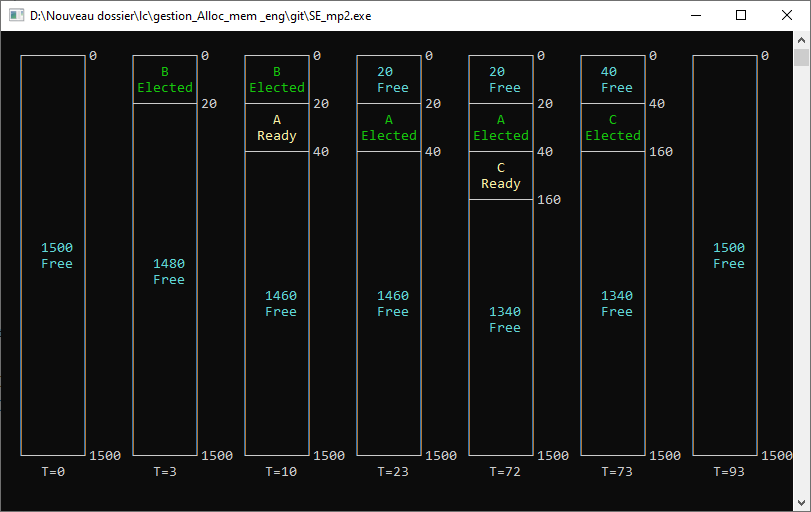 D:\Nouveau dossier\lc\gestion_Alloc_mem _eng\git\SE_mp2.exe
0 0 0 0 0 0 0
B B 20 20 40
Elected Elected Free Free Free
20 20 20 20 40
A A A C
Ready Elected Elected Elected
40 40 40 160
C
Ready
160
1500 1500
Free 1480 Free
Free
1460 1460 1340
Free Free 1340 Free
Free
1500 1500 1500 1500 1500 1500 1500
T=0 T=3 T=10 T=23 T=72 T=73 T=93